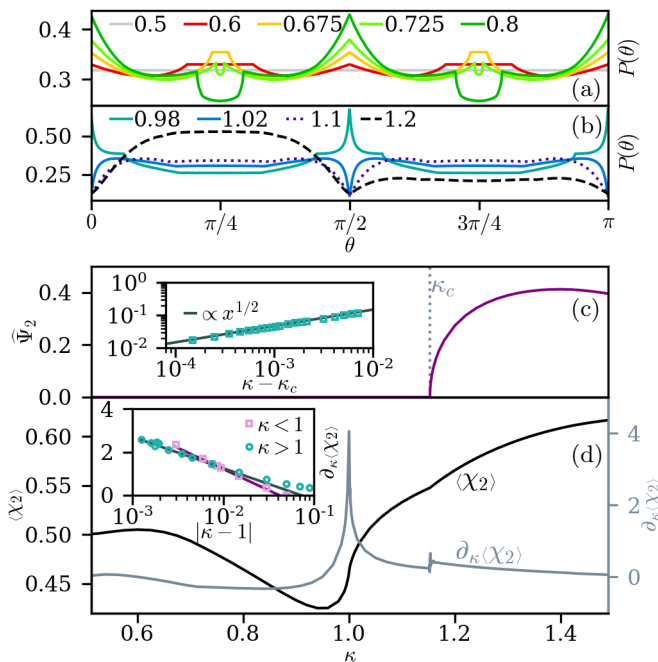 0.5 0.6 0.675 0.725 0.8
0.4
0.3
P(θ)
(a)
0.98 1.02 1.1 1.2
(b)
0.50
0.25
P(θ)
0 π/4 π/2 3π/4 π
θ
0.4
0.2
0.0
Ψ̂₂
κ_c
(c)
10⁰
10⁻¹
10⁻²
∝ x^{1/2}
10⁻⁴ 10⁻³ 10⁻²
κ − κ_c
0.60
0.55
0.50
0.45
⟨χ₂⟩
4
2
0
κ < 1
κ > 1
10⁻³ 10⁻² 10⁻¹
|κ − 1|
∂_κ⟨χ₂⟩
(d)
⟨χ₂⟩
∂_κ⟨χ₂⟩
4
2
0
∂_κ⟨χ₂⟩
0.6 0.8 1.0 1.2 1.4
κ